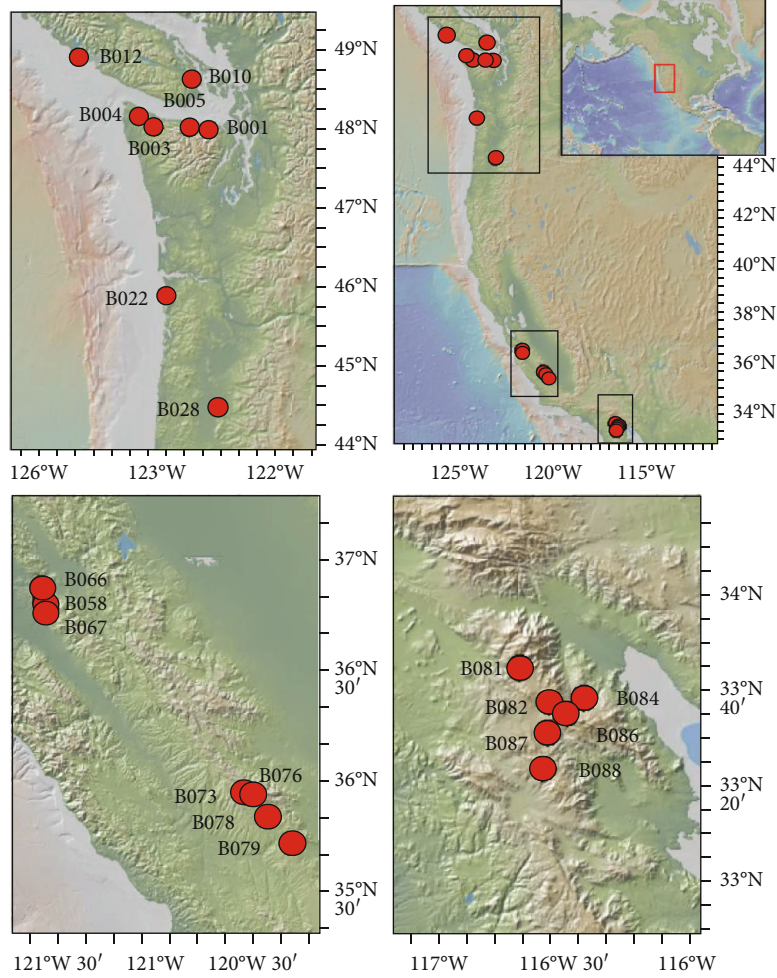 B012
B010
B005
B004
B001
B003
B022
B028
49°N
48°N
47°N
46°N
45°N
44°N
126°W
123°W
122°W
44°N
42°N
40°N
38°N
36°N
34°N
125°W
120°W
115°W
B066
B058
B067
B076
B073
B078
B079
37°N
36°N
30′
36°N
35°N
30′
121°W 30′
121°W
120°W 30′
B081
B084
B082
B086
B087
B088
34°N
33°N
40′
33°N
20′
33°N
117°W
116°W 30′
116°W